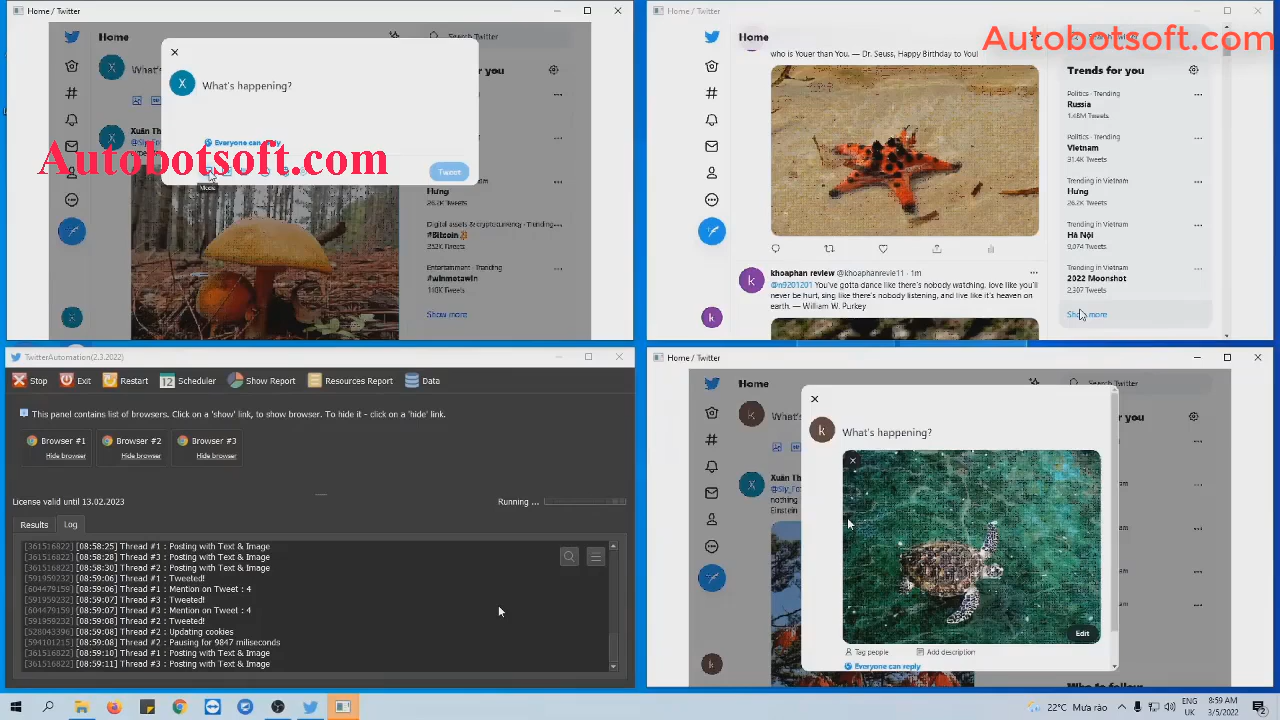 Home / Twitter
Home
Search Twitter
What's happening?
Everyone can reply
Tweet
Autobotsoft.com
Xuân Th
for you
Hưng
26.2K Tweets
Digital assets & cryptocurrency · Trending
#Bitcoin
Entertainment · Trending
#winmetawin
Show more
Home / Twitter
Autobotsoft.com
Home
who is Youer than You. — Dr. Seuss, Happy Birthday to You!
Trends for you
Politics · Trending
Russia
1.48M Tweets
Politics · Trending
Vietnam
31.4K Tweets
Trending in Vietnam
Hưng
26.2K Tweets
Trending in Vietnam
Hà Nội
9,074 Tweets
Trending in Vietnam
2022 Moonshot
2,307 Tweets
Show more
khoaphan review @khoaphanrevie11 · 1m
@n9201201 You've gotta dance like there's nobody watching, love like you'll
never be hurt, sing like there's nobody listening, and live like it's heaven on
earth. — William W. Purkey
TwitterAutomation(2.3.2022)
Stop Exit Restart Scheduler Show Report Resources Report Data
This panel contains list of browsers. Click on a 'show' link, to show browser. To hide it - click on a 'hide' link.
Browser #1 Browser #2 Browser #3
Hide browser Hide browser Hide browser
License valid until 13.02.2023
Running ...
Results Log
[361516822] [08:58:25] Thread #1 : Posting with Text & Image
[361516822] [08:58:28] Thread #3 : Posting with Text & Image
[361516822] [08:58:30] Thread #2 : Posting with Text & Image
[591959232] [08:59:06] Thread #1 : Tweeted!
[604479159] [08:59:06] Thread #1 : Mention on Tweet : 4
[591959232] [08:59:07] Thread #3 : Tweeted!
[604479159] [08:59:07] Thread #3 : Mention on Tweet : 4
[591959232] [08:59:08] Thread #2 : Tweeted!
[528043396] [08:59:08] Thread #2 : Updating cookies
[594101215] [08:59:08] Thread #2 : Pausing for 9847 miliseconds
[361516822] [08:59:10] Thread #1 : Posting with Text & Image
[361516822] [08:59:11] Thread #3 : Posting with Text & Image
Home / Twitter
Home
Search Twitter
What's happening?
Xuân Th
nothing
Einstein
for you
Edit
Tag people Add description
Everyone can reply
Who to follow
22°C Mưa rào
ENG
UK
8:59 AM
3/5/2022